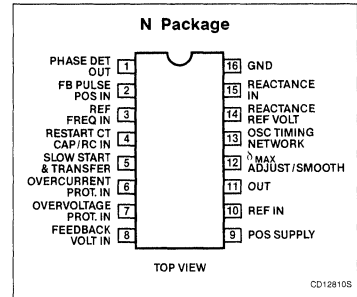 N Package
PHASE DET
OUT
1
FB PULSE
POS IN
2
REF
FREQ IN
3
RESTART CT
CAP/RC IN
4
SLOW START
& TRANSFER
5
OVERCURRENT
PROT. IN
6
OVERVOLTAGE
PROT. IN
7
FEEDBACK
VOLT IN
8
16 GND
15 REACTANCE
IN
14 REACTANCE
REF VOLT
13 OSC TIMING
NETWORK
12 δ MAX
ADJUST/SMOOTH
11 OUT
10 REF IN
9 POS SUPPLY
TOP VIEW
CD12810S